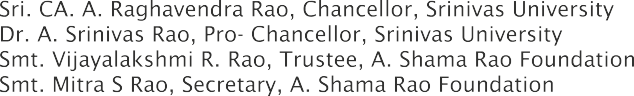 Sri. CA. A. Raghavendra Rao, Chancellor, Srinivas University
Dr. A. Srinivas Rao, Pro- Chancellor, Srinivas University
Smt. Vijayalakshmi R. Rao, Trustee, A. Shama Rao Foundation
Smt. Mitra S Rao, Secretary, A. Shama Rao Foundation